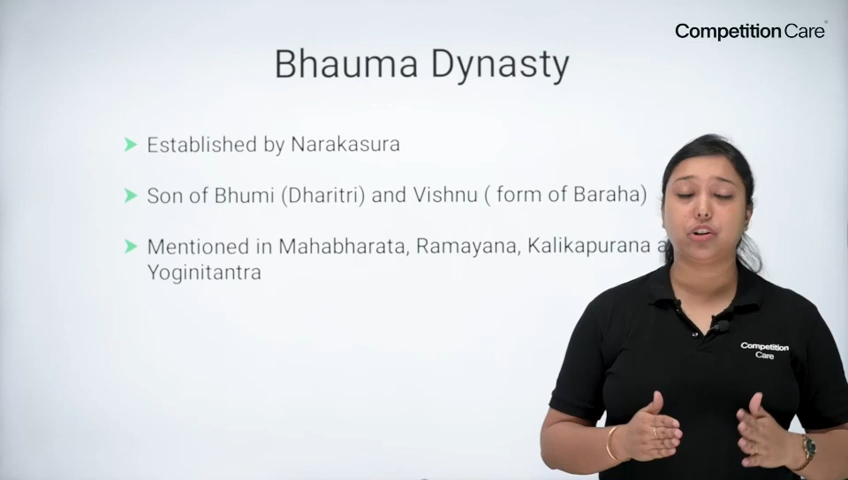 Competition Care
Bhauma Dynasty
Established by Narakasura
Son of Bhumi (Dharitri) and Vishnu ( form of Baraha)
Mentioned in Mahabharata, Ramayana, Kalikapurana
Yoginitantra
Competition
Care